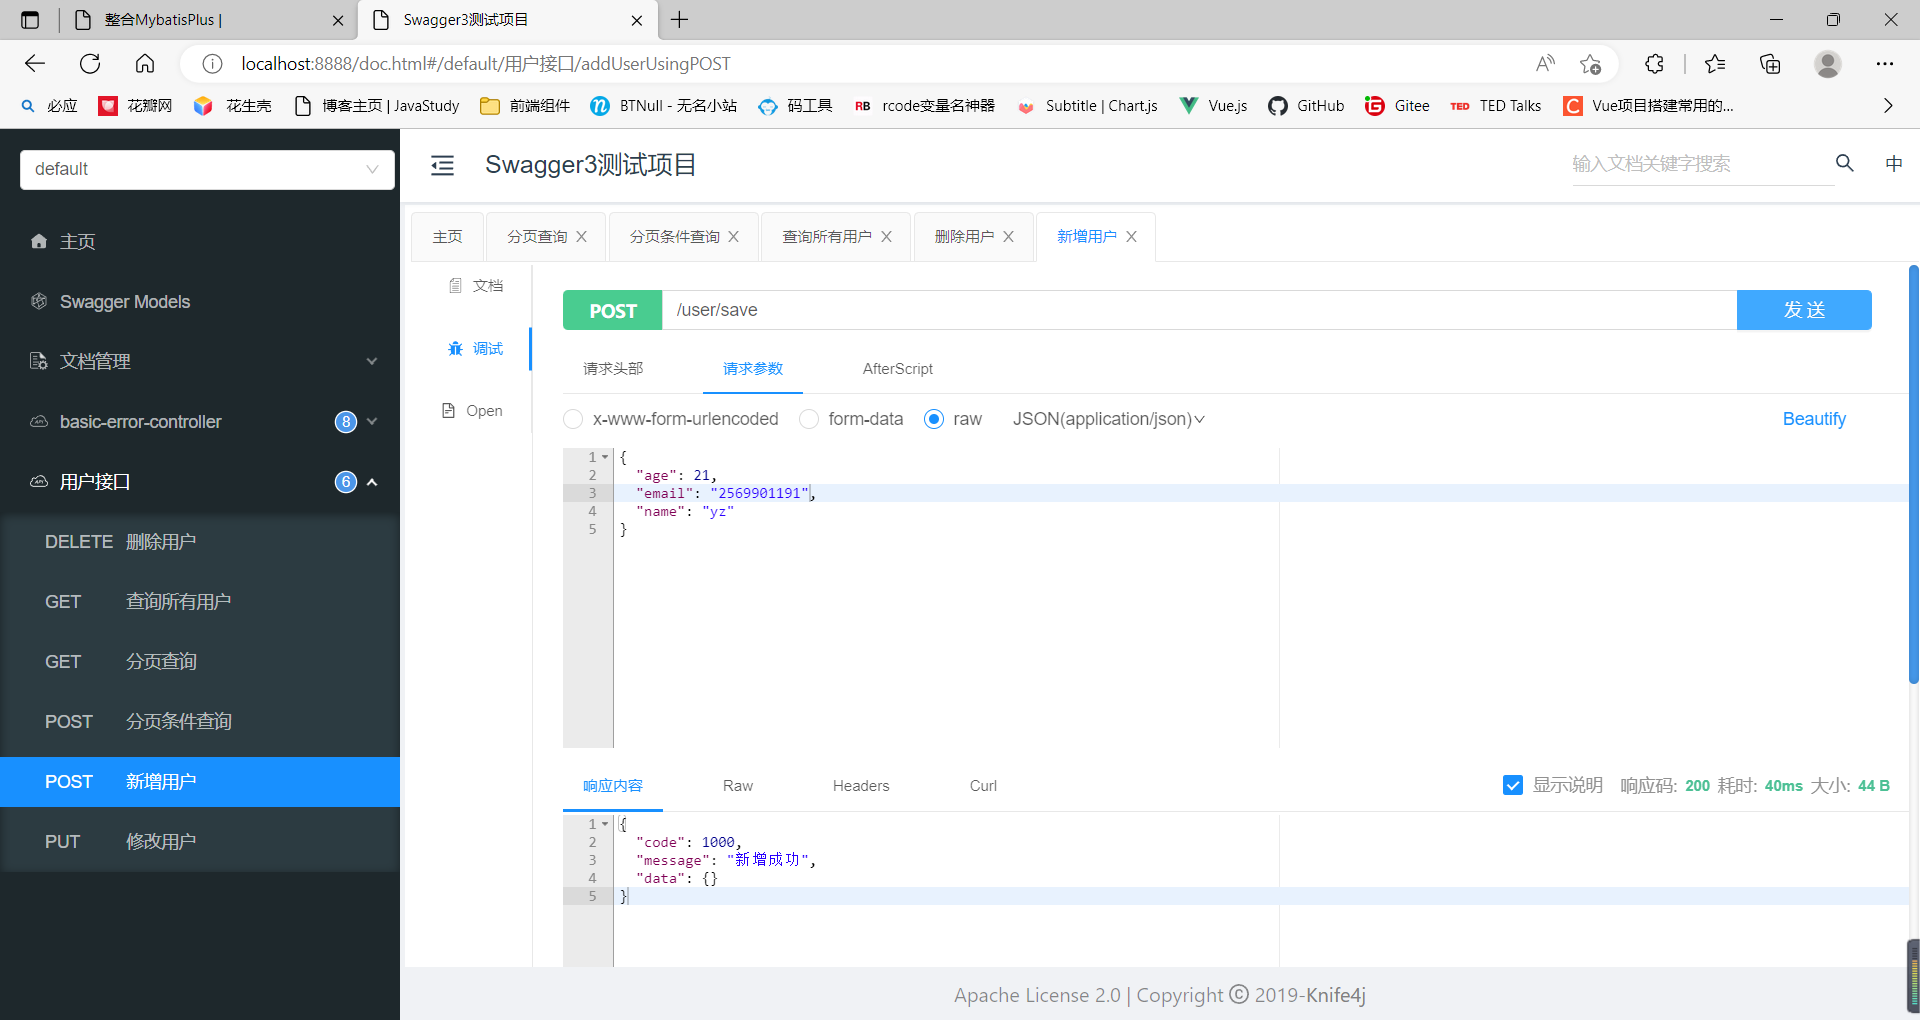 整合MybatisPlus |
Swagger3测试项目
localhost:8888/doc.html#/default/用户接口/addUserUsingPOST
必应
花瓣网
花生壳
博客主页 | JavaStudy
前端组件
BTNull - 无名小站
码工具
RB rcode变量名神器
Subtitle | Chart.js
Vue.js
GitHub
Gitee
TED TED Talks
Vue项目搭建常用的...
default
主页
Swagger Models
文档管理
basic-error-controller 8
用户接口 6
DELETE 删除用户
GET 查询所有用户
GET 分页查询
POST 分页条件查询
POST 新增用户
PUT 修改用户
Swagger3测试项目
输入文档关键字搜索
中
主页
分页查询
分页条件查询
查询所有用户
删除用户
新增用户
文档
调试
Open
POST /user/save 发送
请求头部
请求参数
AfterScript
x-www-form-urlencoded form-data raw JSON(application/json) Beautify
1 {
2 "age": 21,
3 "email": "2569901191",
4 "name": "yz"
5 }
响应内容 Raw Headers Curl
显示说明 响应码: 200 耗时: 40ms 大小: 44 B
1 {
2 "code": 1000,
3 "message": "新增成功",
4 "data": {}
5 }
Apache License 2.0 | Copyright © 2019-Knife4j